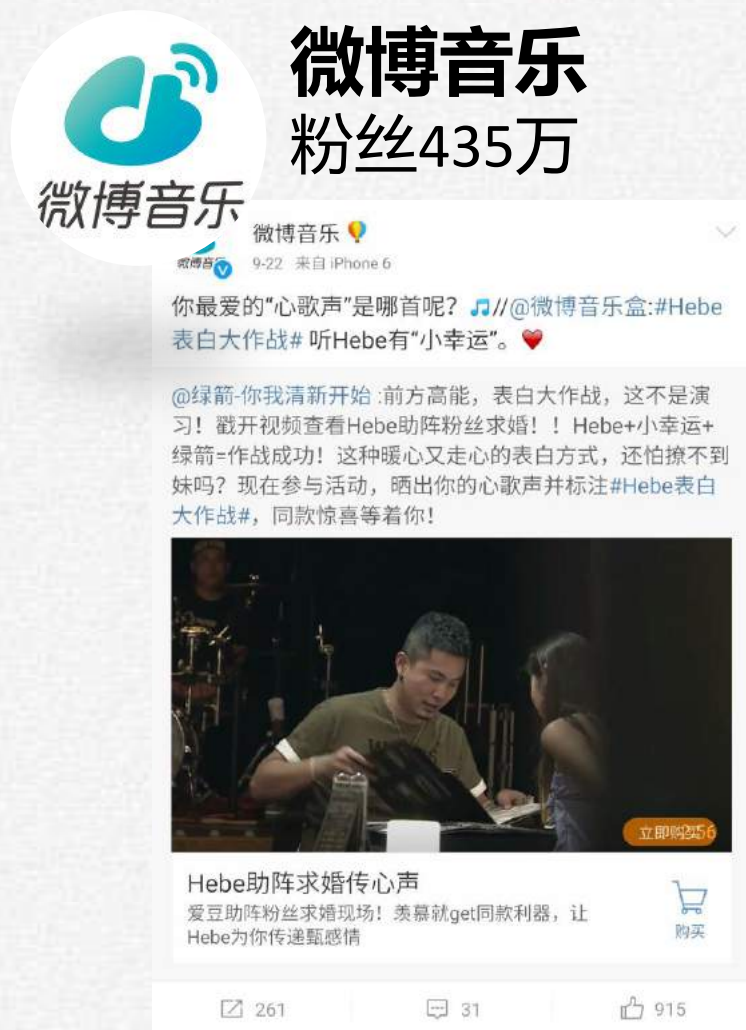 微博音乐
粉丝435万
微博音乐
微博音乐
9-22 来自 iPhone 6
你最爱的“心歌声”是哪首呢？//@微博音乐盒:#Hebe
表白大作战# 听Hebe有“小幸运”。
@绿箭-你我清新开始 :前方高能，表白大作战，这不是演
习！戳开视频查看Hebe助阵粉丝求婚！！Hebe+小幸运+
绿箭=作战成功！这种暖心又走心的表白方式，还怕撩不到
妹吗？现在参与活动，晒出你的心歌声并标注#Hebe表白
大作战#，同款惊喜等着你！
立即购买
Hebe助阵求婚传心声
爱豆助阵粉丝求婚现场！羡慕就get同款利器，让
Hebe为你传递甄感情
购买
261
31
915